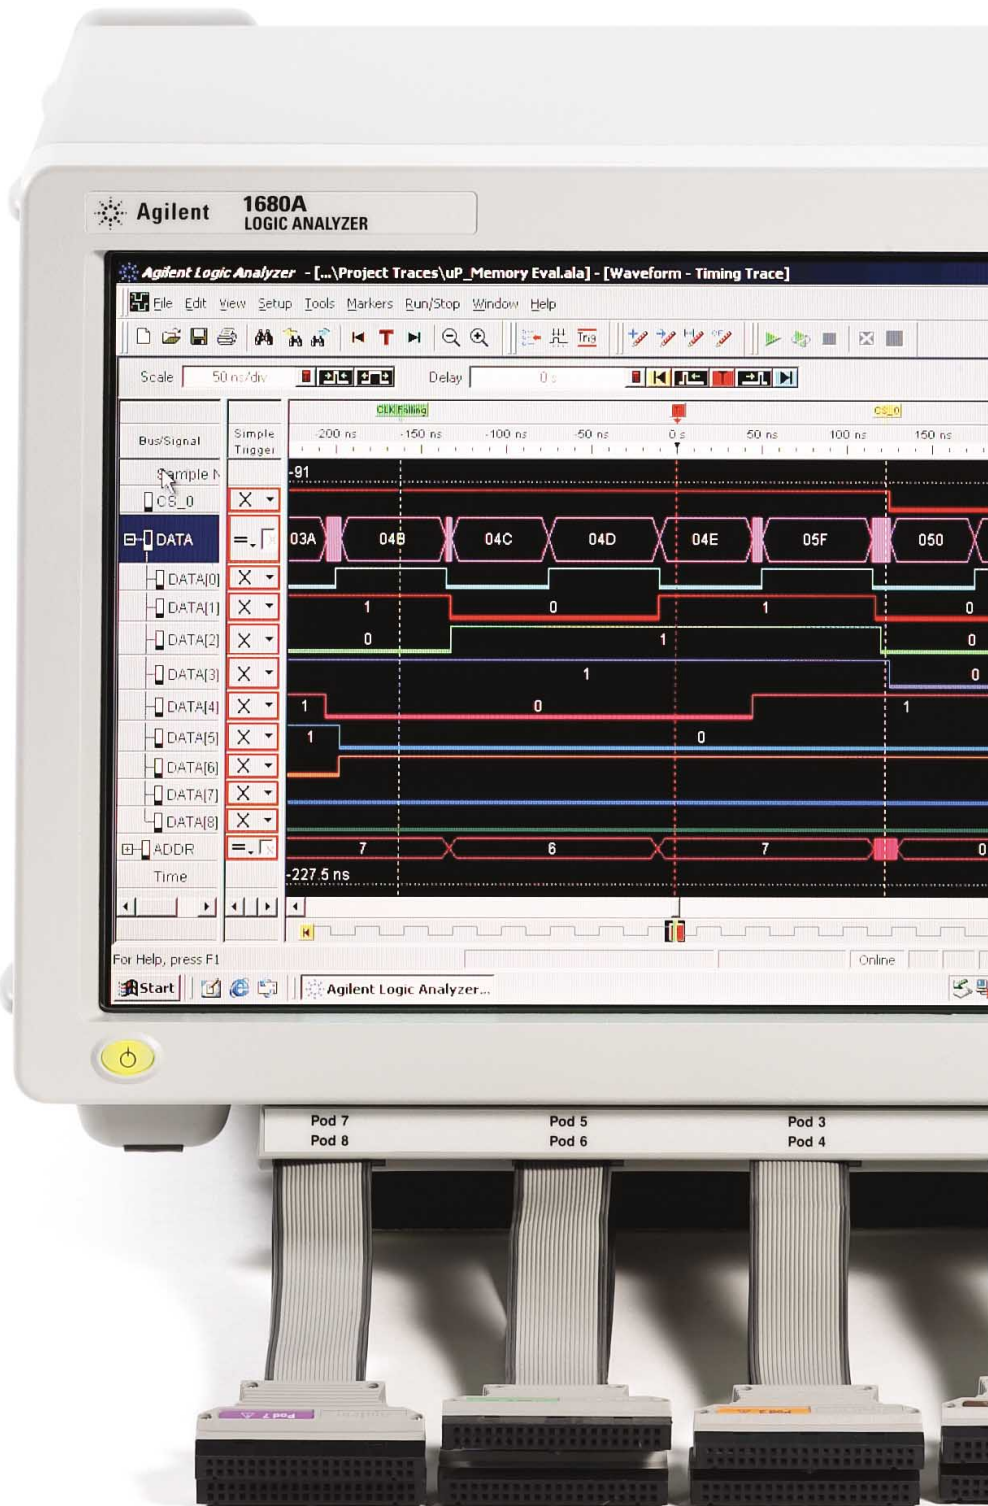 Agilent
1680A
LOGIC ANALYZER
Agilent Logic Analyzer - [...\Project Traces\uP_Memory Eval.ala] - [Waveform - Timing Trace]
File Edit View Setup Tools Markers Run/Stop Window Help
T Trig
Scale 50 ns/div Delay 0 s T
CLK Falling CS_0
Bus/Signal Simple Trigger -200 ns -150 ns -100 ns -50 ns 0 s 50 ns 100 ns 150 ns
Sample N -91
CS_0 X
DATA = 03A 04B 04C 04D 04E 05F 050
DATA[0] X
DATA[1] X 1 0 1 0
DATA[2] X 0 1 0
DATA[3] X 1 0
DATA[4] X 1 0 1
DATA[5] X 1 0
DATA[6] X
DATA[7] X
DATA[8] X
ADDR = 7 6 7 0
Time -227.5 ns
For Help, press F1 Online
Start Agilent Logic Analyzer...
Pod 7 Pod 5 Pod 3
Pod 8 Pod 6 Pod 4
Pod 7 Agilent